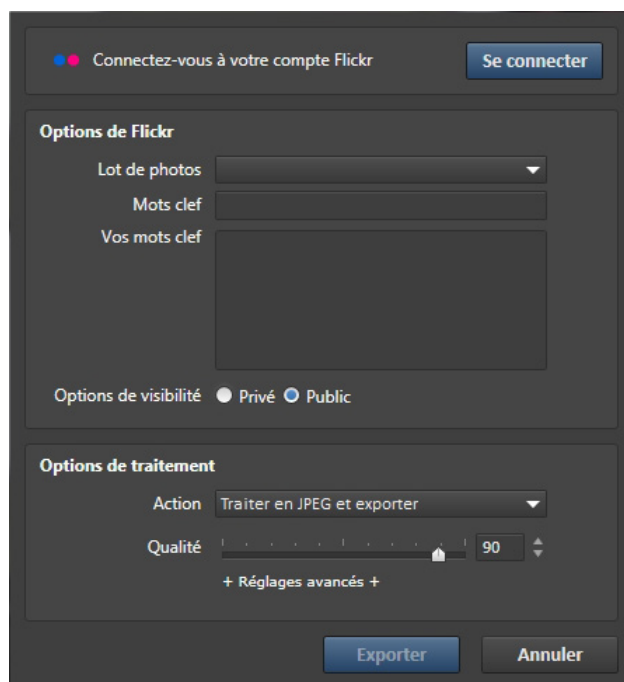 Connectez-vous à votre compte Flickr Se connecter
Options de Flickr
Lot de photos
Mots clef
Vos mots clef
Options de visibilité Privé Public
Options de traitement
Action Traiter en JPEG et exporter
Qualité 90
+ Réglages avancés +
Exporter Annuler